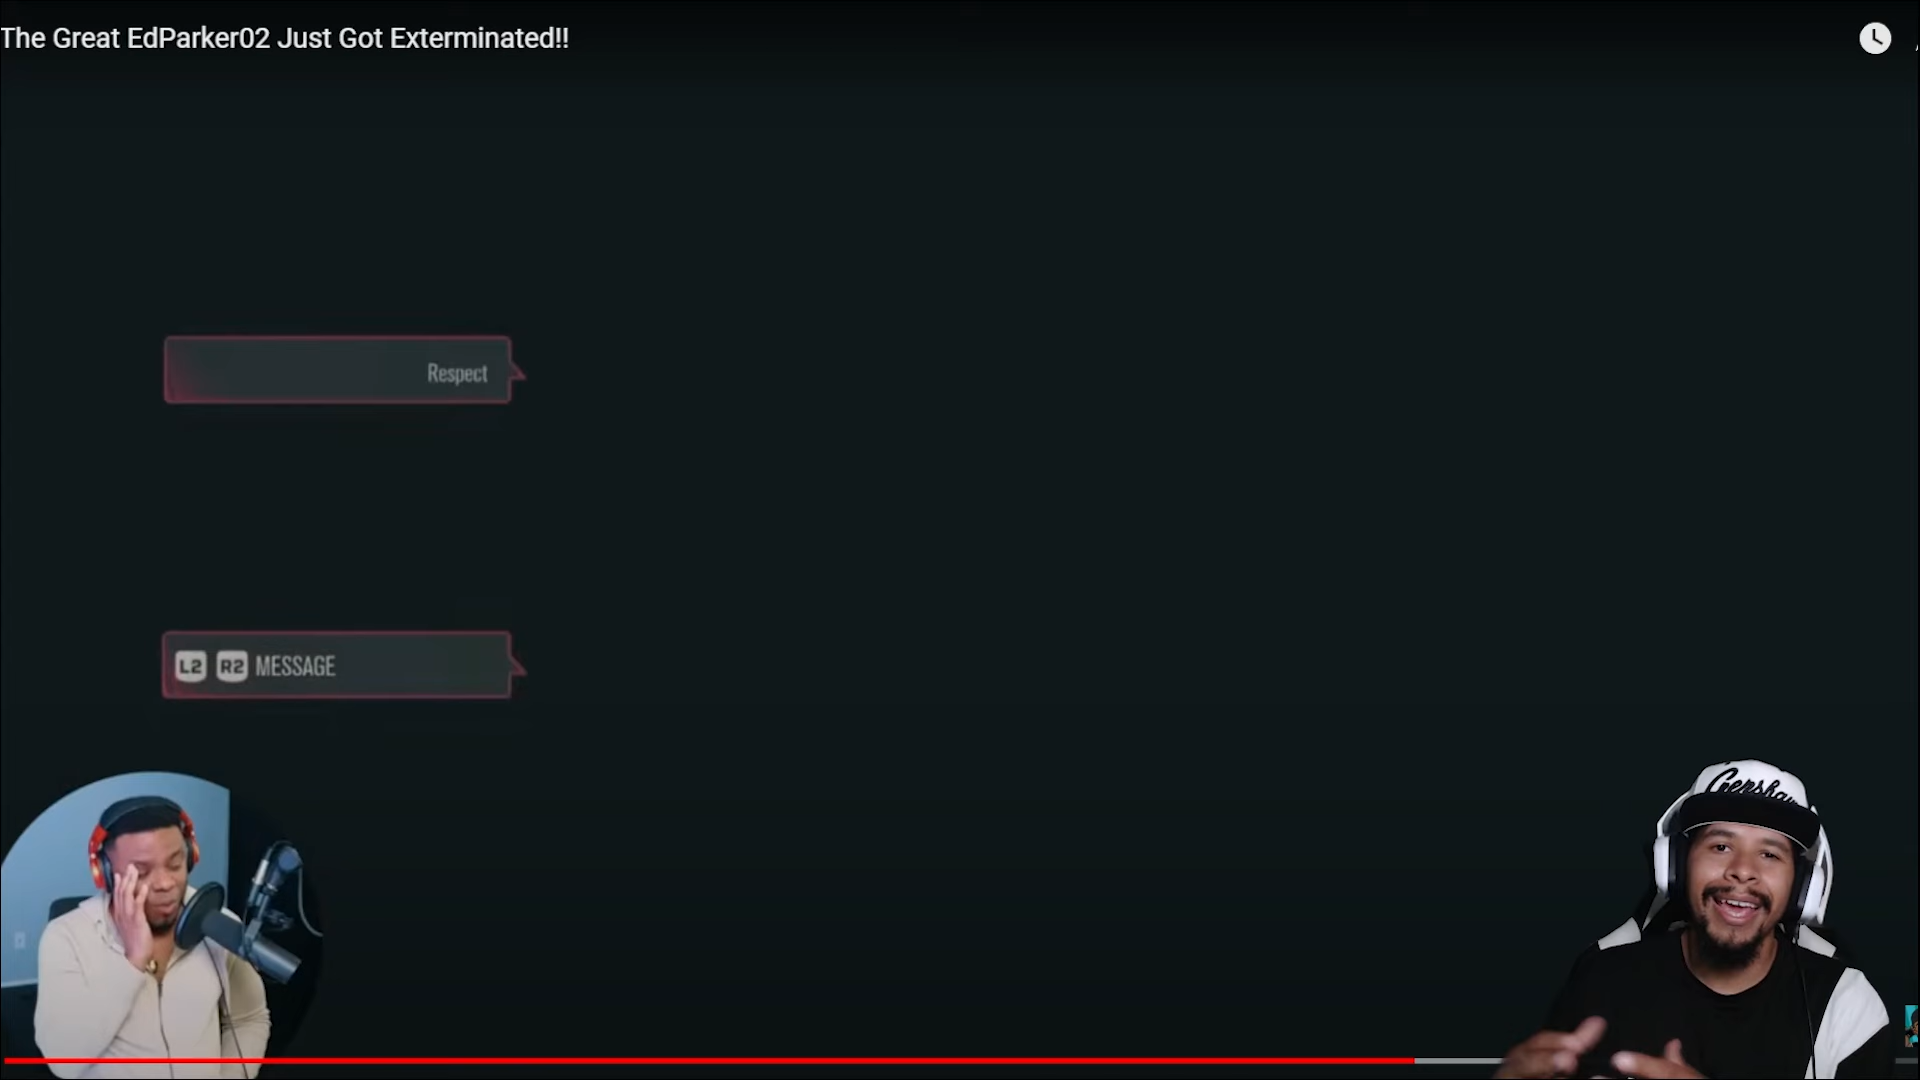 The Great EdParker02 Just Got Exterminated!!
Respect
L2 R2 MESSAGE